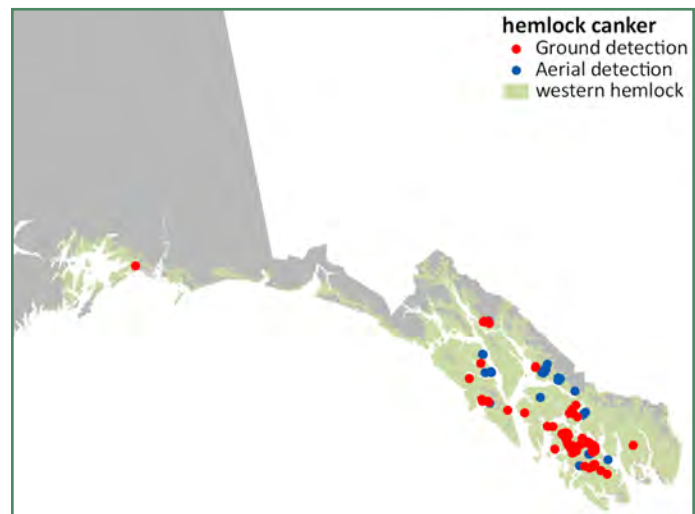 hemlock canker
Ground detection
Aerial detection
western hemlock